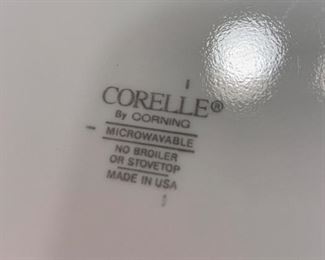 CORELLE®
By CORNING
MICROWAVABLE
NO BROILER
OR STOVETOP
MADE IN USA